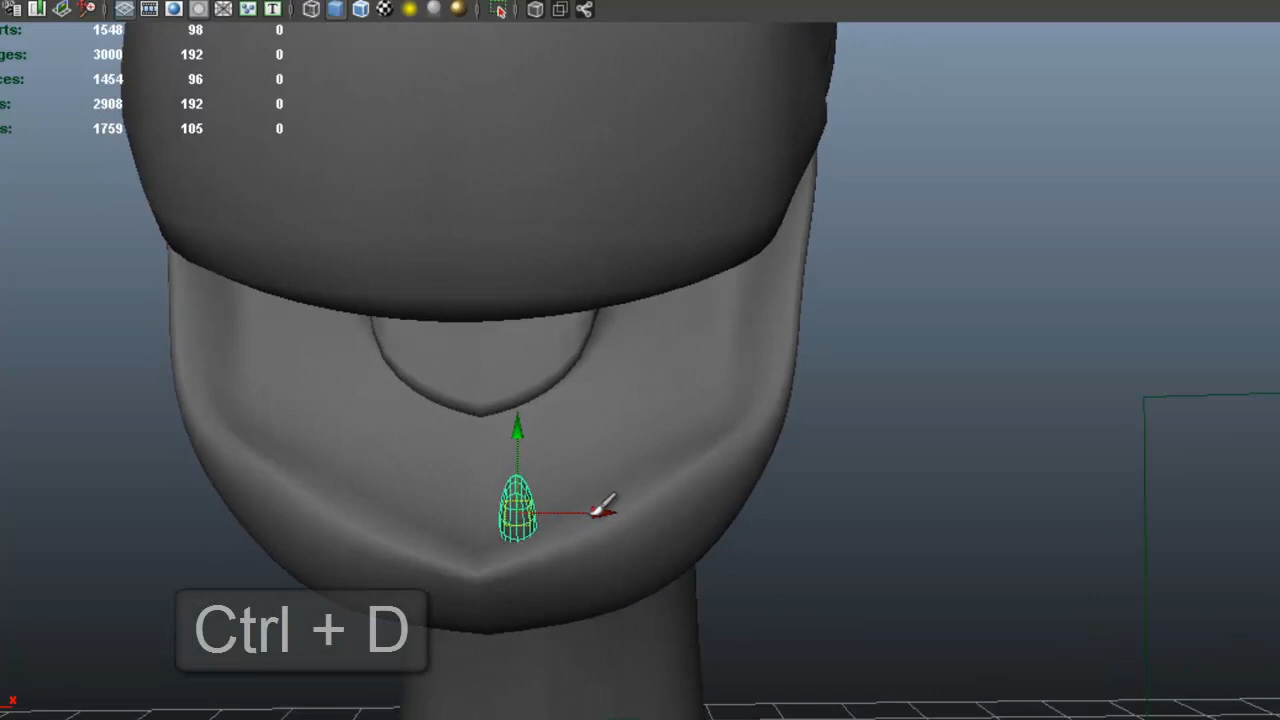 T
rts: 1548 98 0
ges: 3000 192 0
ces: 1454 96 0
s: 2908 192 0
s: 1759 105 0
Ctrl + D
x